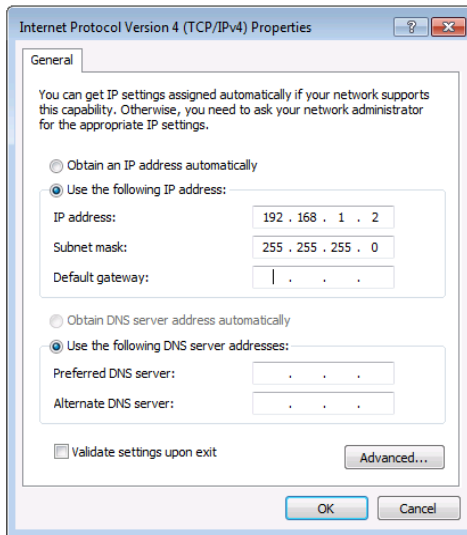 Internet Protocol Version 4 (TCP/IPv4) Properties
General
You can get IP settings assigned automatically if your network supports
this capability. Otherwise, you need to ask your network administrator
for the appropriate IP settings.
Obtain an IP address automatically
Use the following IP address:
IP address: 192 . 168 . 1 . 2
Subnet mask: 255 . 255 . 255 . 0
Default gateway: . . .
Obtain DNS server address automatically
Use the following DNS server addresses:
Preferred DNS server: . . .
Alternate DNS server: . . .
Validate settings upon exit
Advanced...
OK Cancel